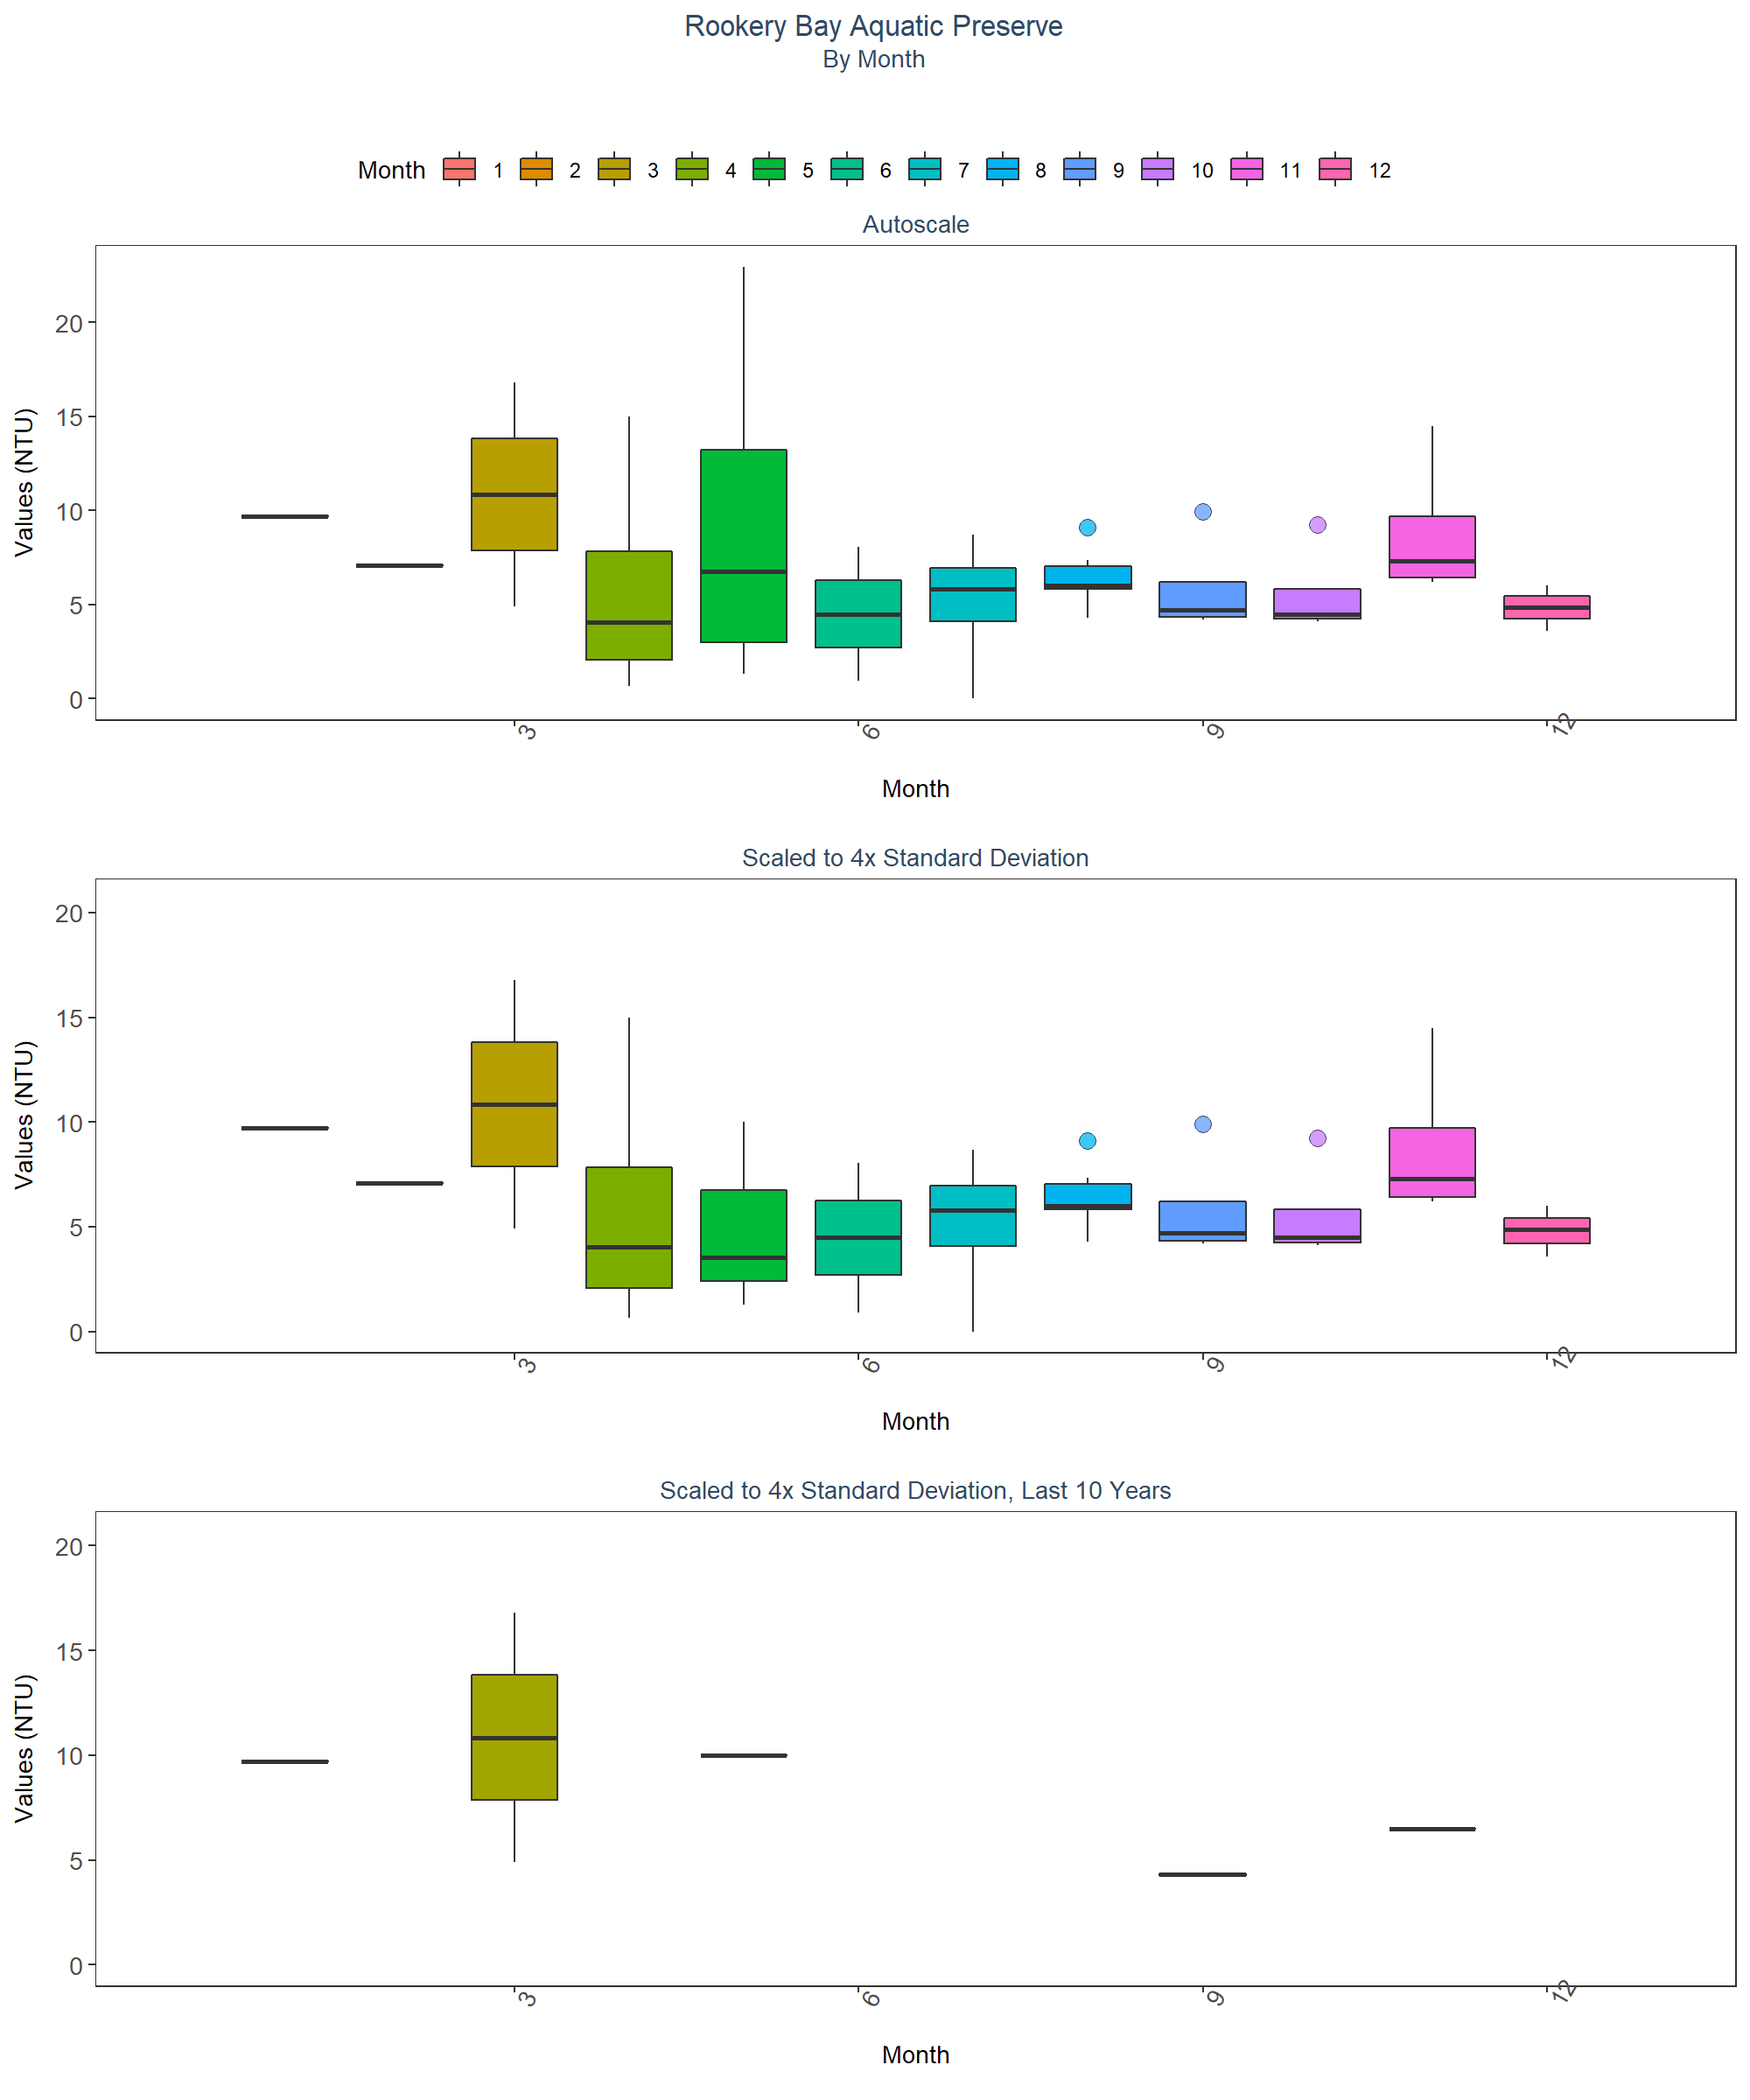 Rookery Bay Aquatic Preserve
By Month
Month 1 2 3 4 5 6 7 8 9 10 11 12
Autoscale
Values (NTU)
20
15
10
5
0
3 6 9 12
Month
Scaled to 4x Standard Deviation
Values (NTU)
20
15
10
5
0
3 6 9 12
Month
Scaled to 4x Standard Deviation, Last 10 Years
Values (NTU)
20
15
10
5
0
3 6 9 12
Month